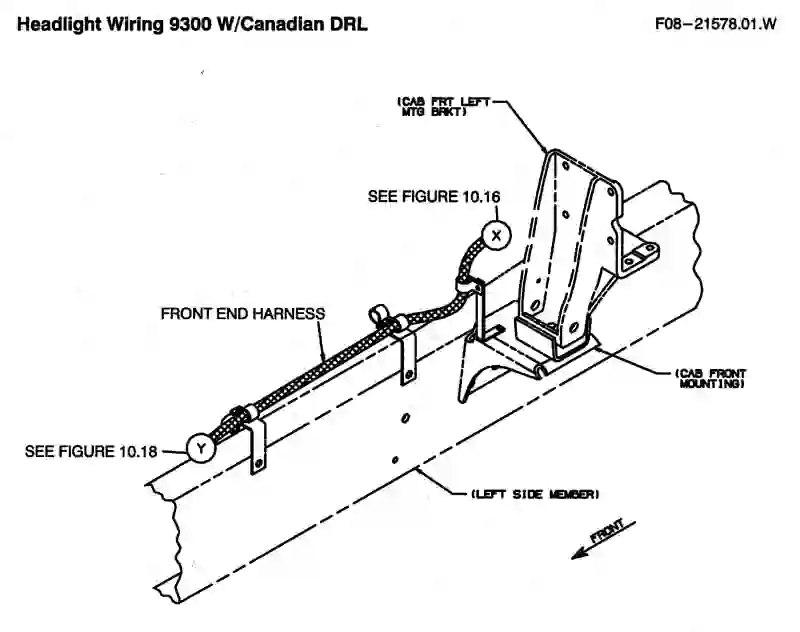 Headlight Wiring 9300 W/Canadian DRL
F08-21578.01.W
(CAB FRT LEFT
MTG BRKT)
SEE FIGURE 10.16
X
FRONT END HARNESS
(CAB FRONT
MOUNTING)
SEE FIGURE 10.18
Y
(LEFT SIDE MEMBER)
FRONT